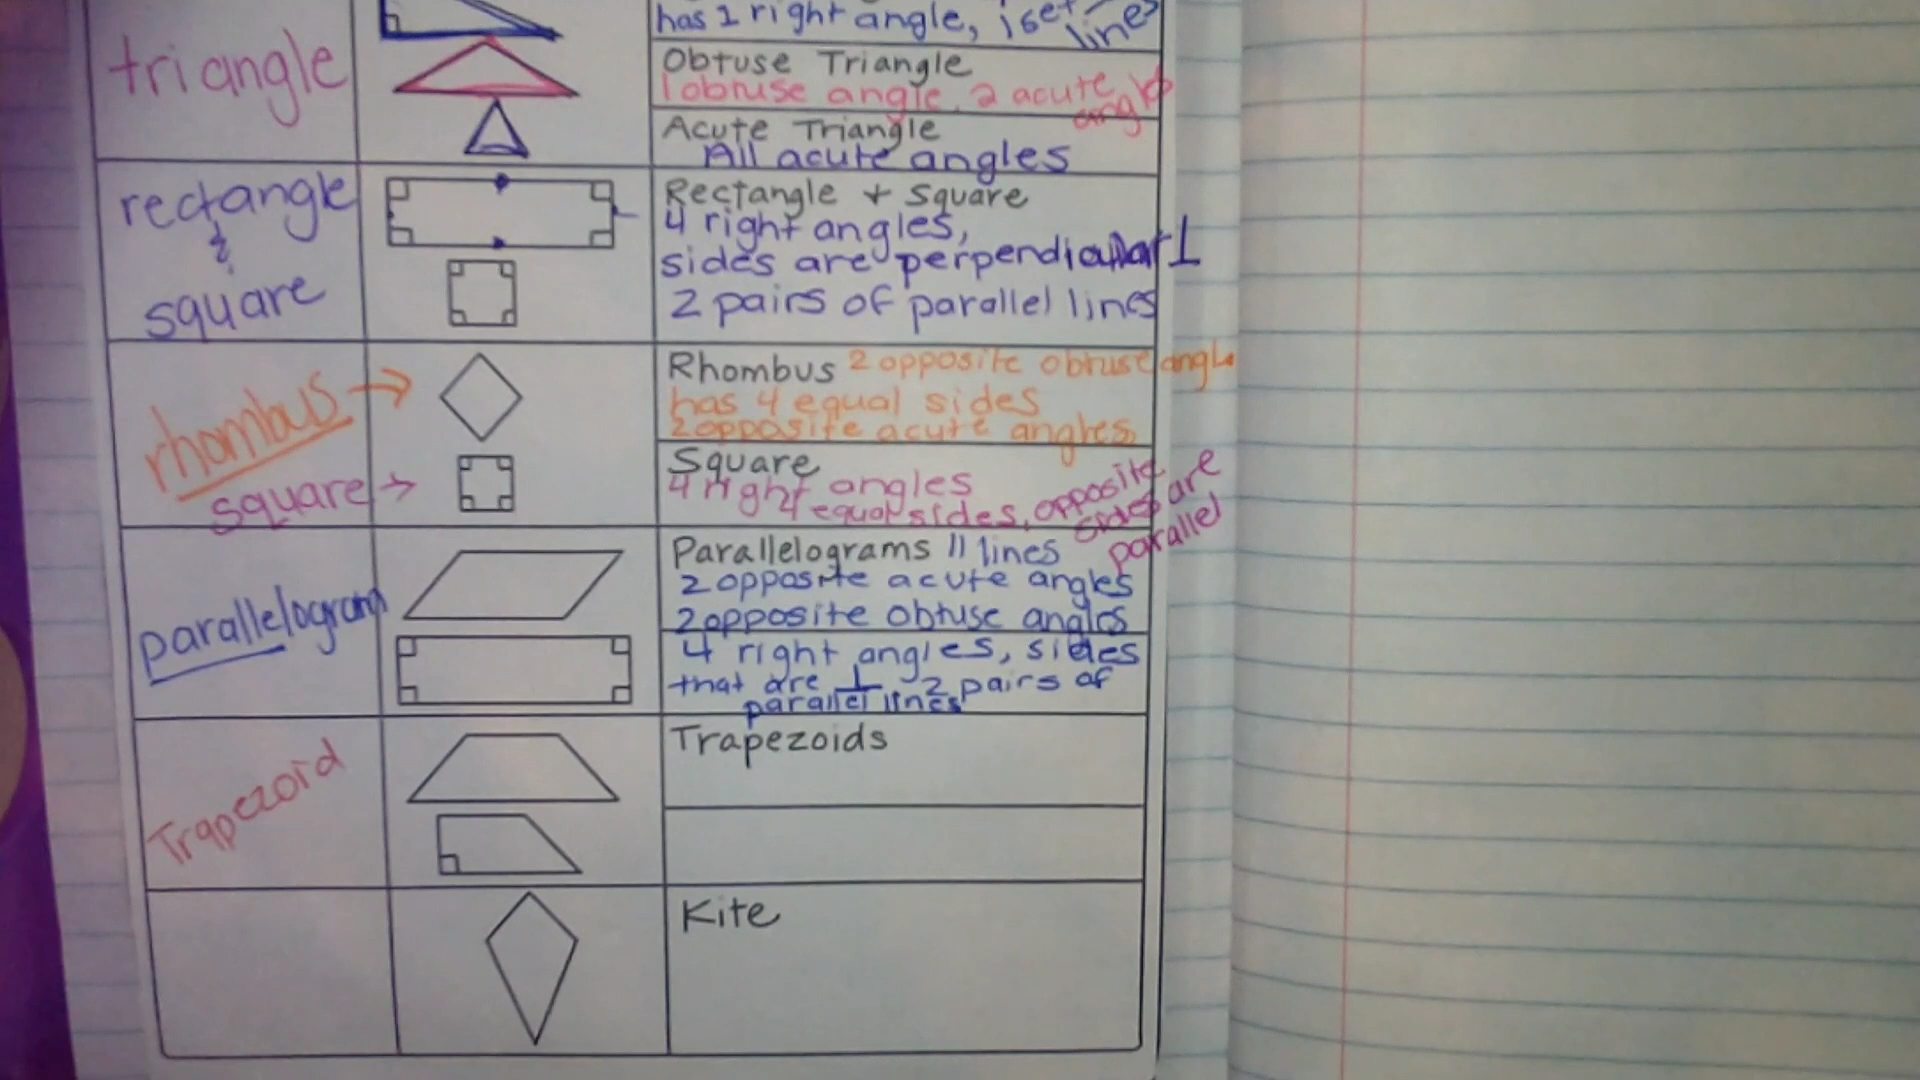 has 1 right angle, 1 set
lines
triangle
Obtuse Triangle
1 obruse angle, 2 acute
angles
Acute Triangle
All acute angles
rectangle
&
square
Rectangle + Square
4 right angles,
sides are perpendicular ⊥
2 pairs of parallel lines
rhombus →
Rhombus 2 opposite obtuse angle
has 4 equal sides
2 opposite acute angles
square →
Square
4 right angles
4 equal sides, opposite
sides are
parallel
parallelogram
Parallelograms || lines
2 opposite acute angles
2 opposite obtuse angles
4 right angles, sides
that are ⊥ 2 pairs of
parallel lines
Trapezoid
Trapezoids
Kite